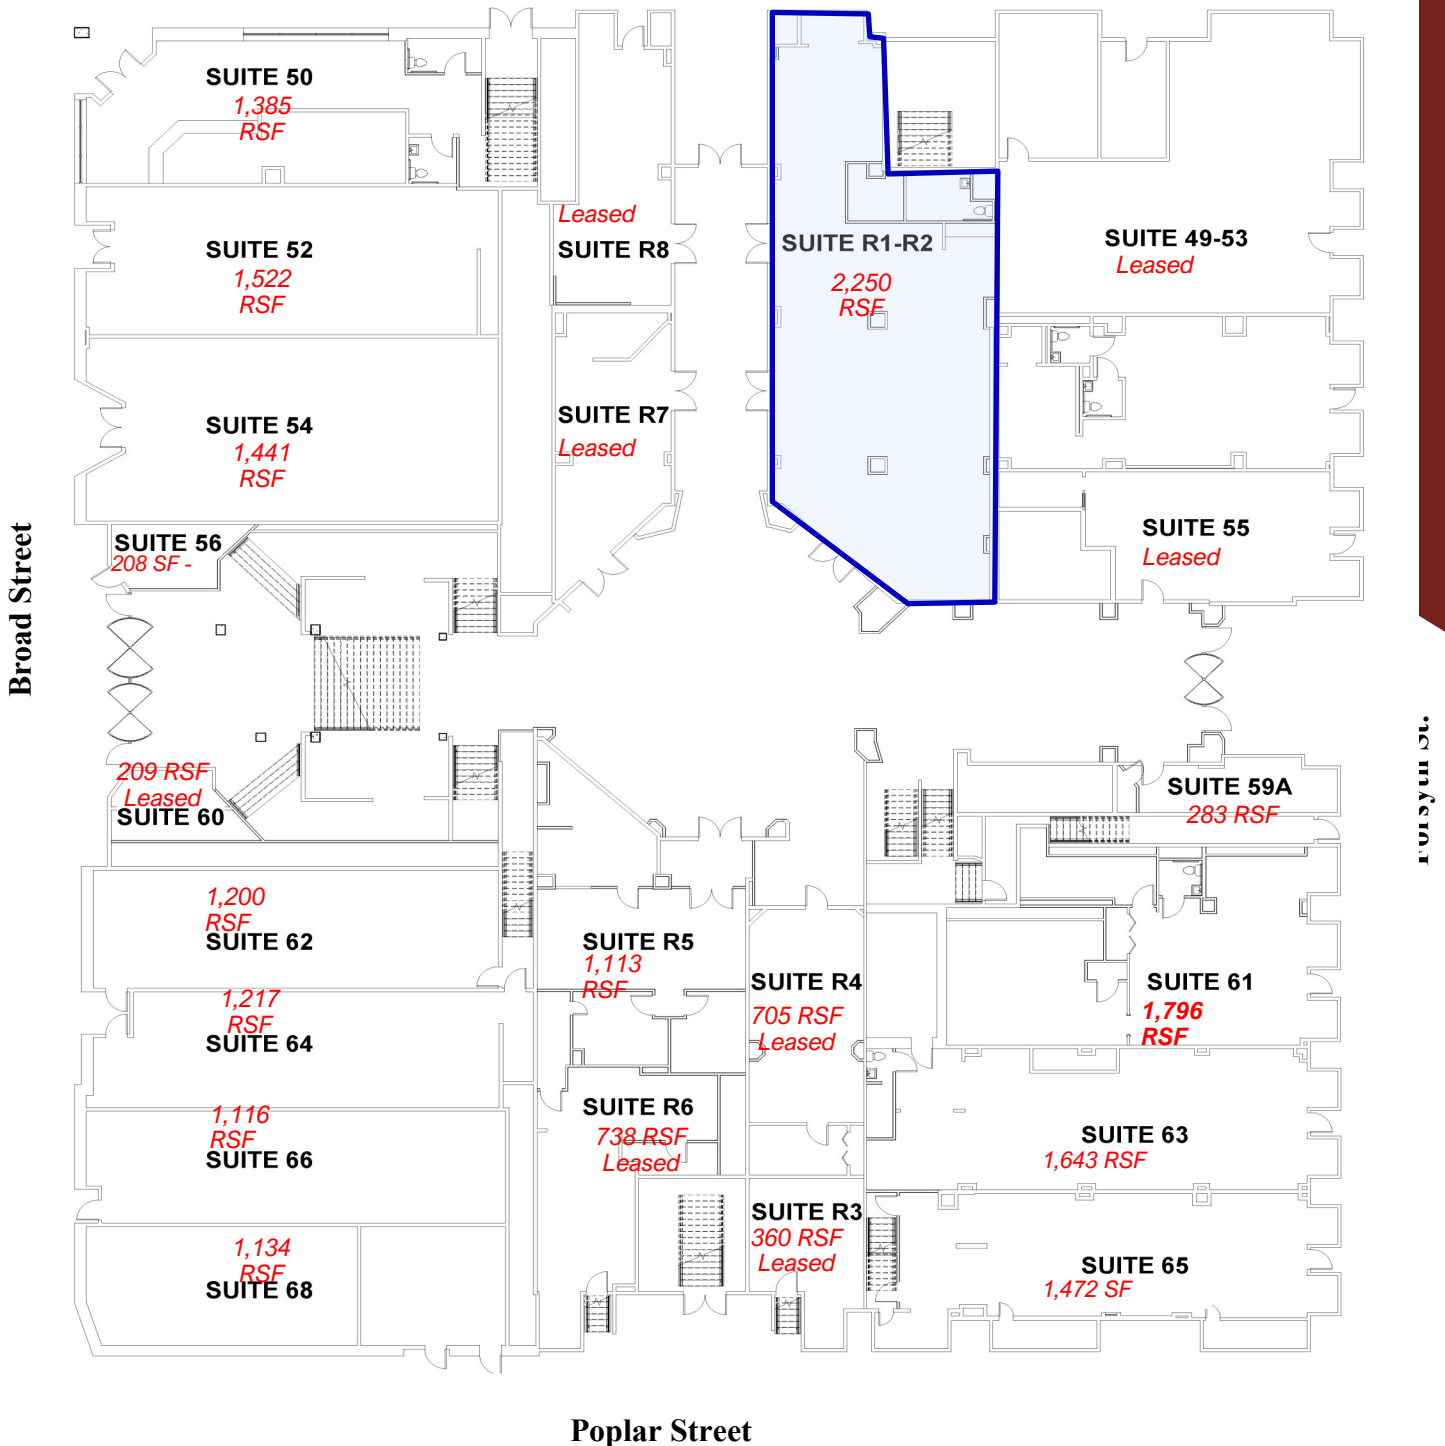 SUITE 50
1,385
RSF
SUITE 52
1,522
RSF
SUITE 54
1,441
RSF
SUITE 56
208 SF -
Leased
SUITE R8
SUITE R7
Leased
SUITE R1-R2
2,250
RSF
SUITE 49-53
Leased
SUITE 55
Leased
Broad Street
Forsyth St.
209 RSF
Leased
SUITE 60
SUITE 59A
283 RSF
1,200
RSF
SUITE 62
1,217
RSF
SUITE 64
1,116
RSF
SUITE 66
1,134
RSF
SUITE 68
SUITE R5
1,113
RSF
SUITE R4
705 RSF
Leased
SUITE R6
738 RSF
Leased
SUITE R3
360 RSF
Leased
SUITE 61
1,796
RSF
SUITE 63
1,643 RSF
SUITE 65
1,472 SF
Poplar Street